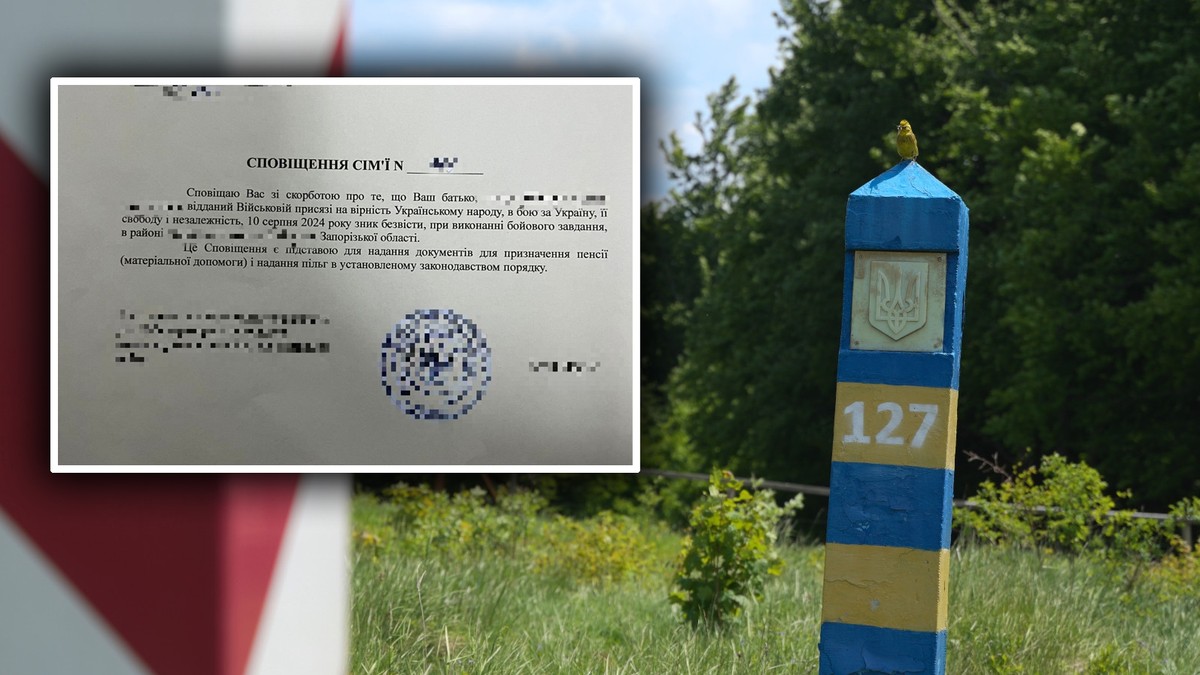 СПОВІЩЕННЯ СІМ'Ї N
Сповіщаю Вас зі скорботою про те, що Ваш батько,
відданий Військовій присязі на вірність Українському народу, в бою за Україну, її
свободу і незалежність, 10 серпня 2024 року зник безвісти, при виконанні бойового завдання,
в районі Запорізької області.
Це Сповіщення є підставою для надання документів для призначення пенсії
(матеріальної допомоги) і надання пільг в установленому законодавством порядку.
127